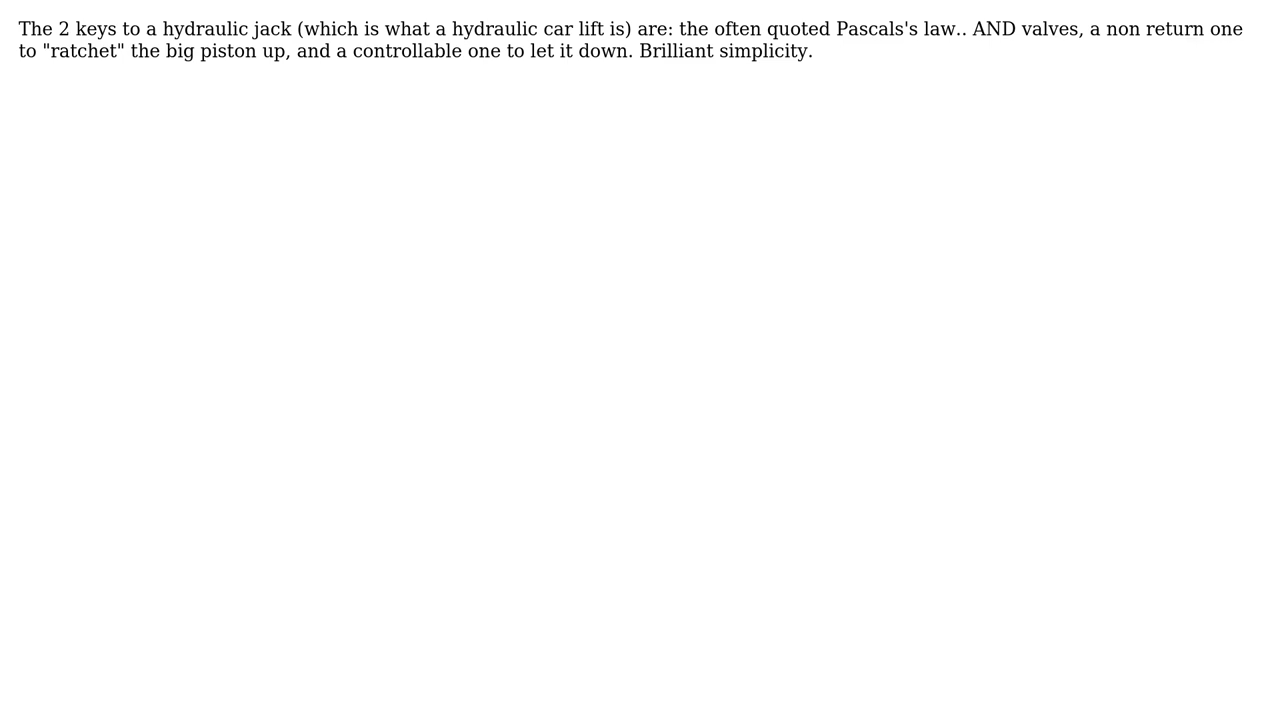 The 2 keys to a hydraulic jack (which is what a hydraulic car lift is) are: the often quoted Pascals's law.. AND valves, a non return one
to "ratchet" the big piston up, and a controllable one to let it down. Brilliant simplicity.